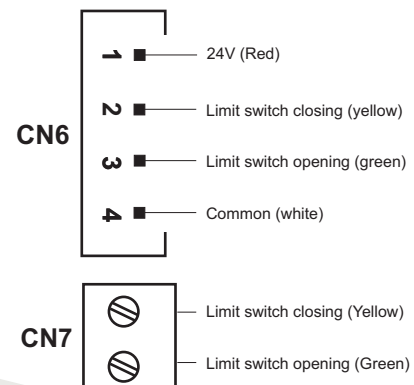 CN6
1 24V (Red)
2 Limit switch closing (yellow)
3 Limit switch opening (green)
4 Common (white)
CN7
Limit switch closing (Yellow)
Limit switch opening (Green)